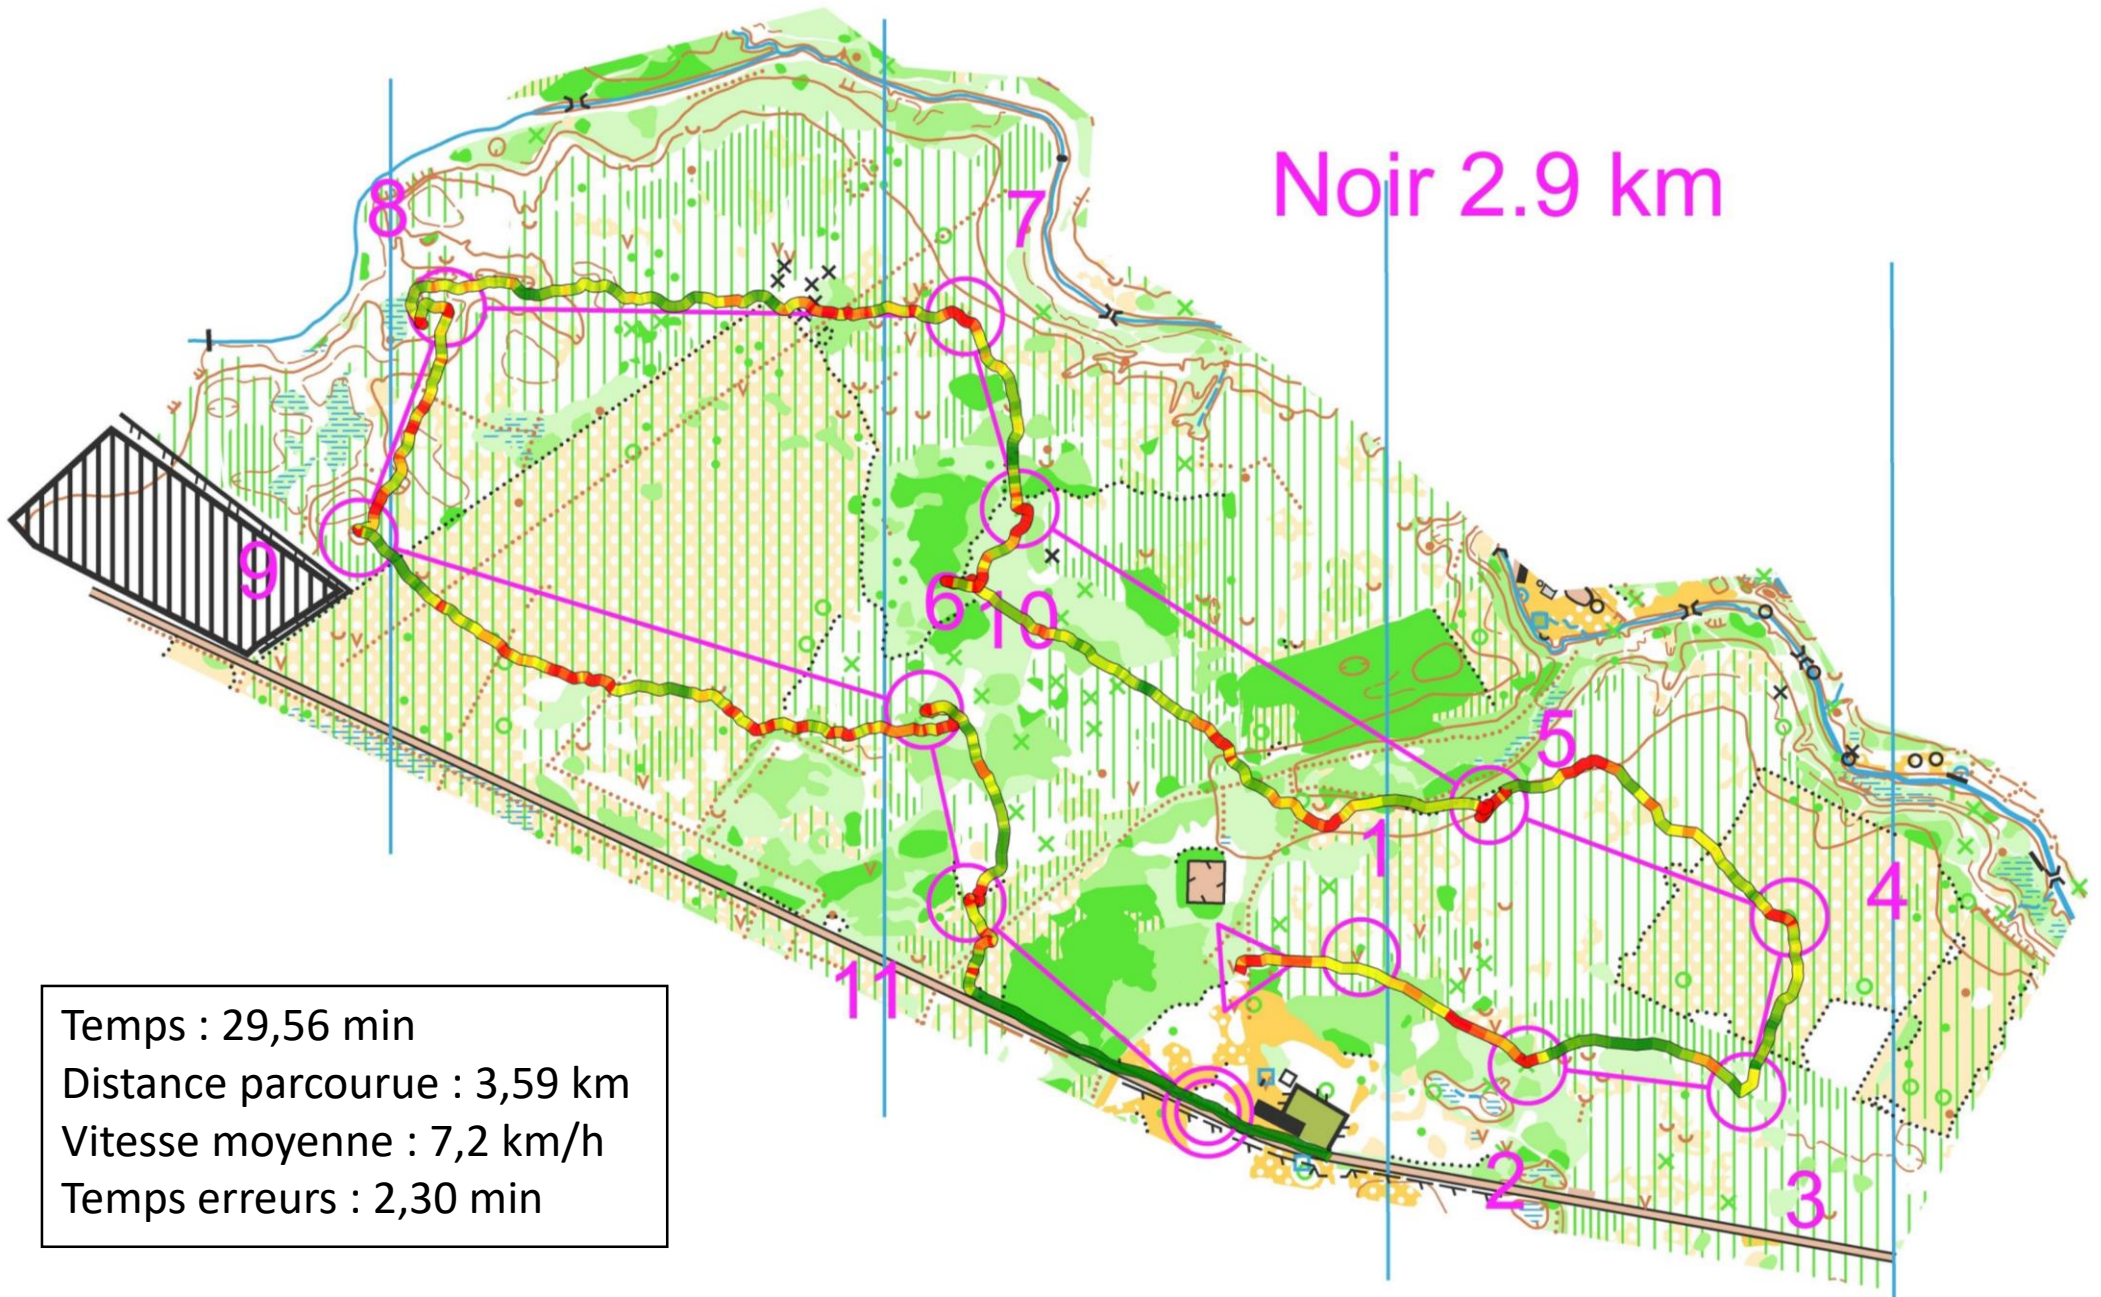 8
7
Noir 2.9 km
9
6
10
5
1
4
11
2
3
Temps : 29,56 min
Distance parcourue : 3,59 km
Vitesse moyenne : 7,2 km/h
Temps erreurs : 2,30 min